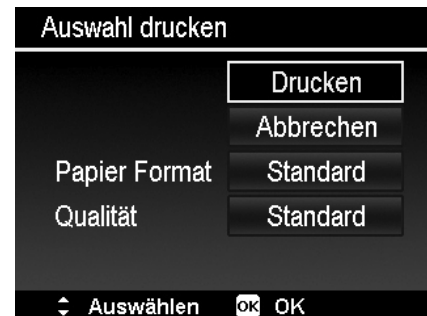 Auswahl drucken
Drucken
Abbrechen
Papier Format Standard
Qualität Standard
Auswählen OK OK